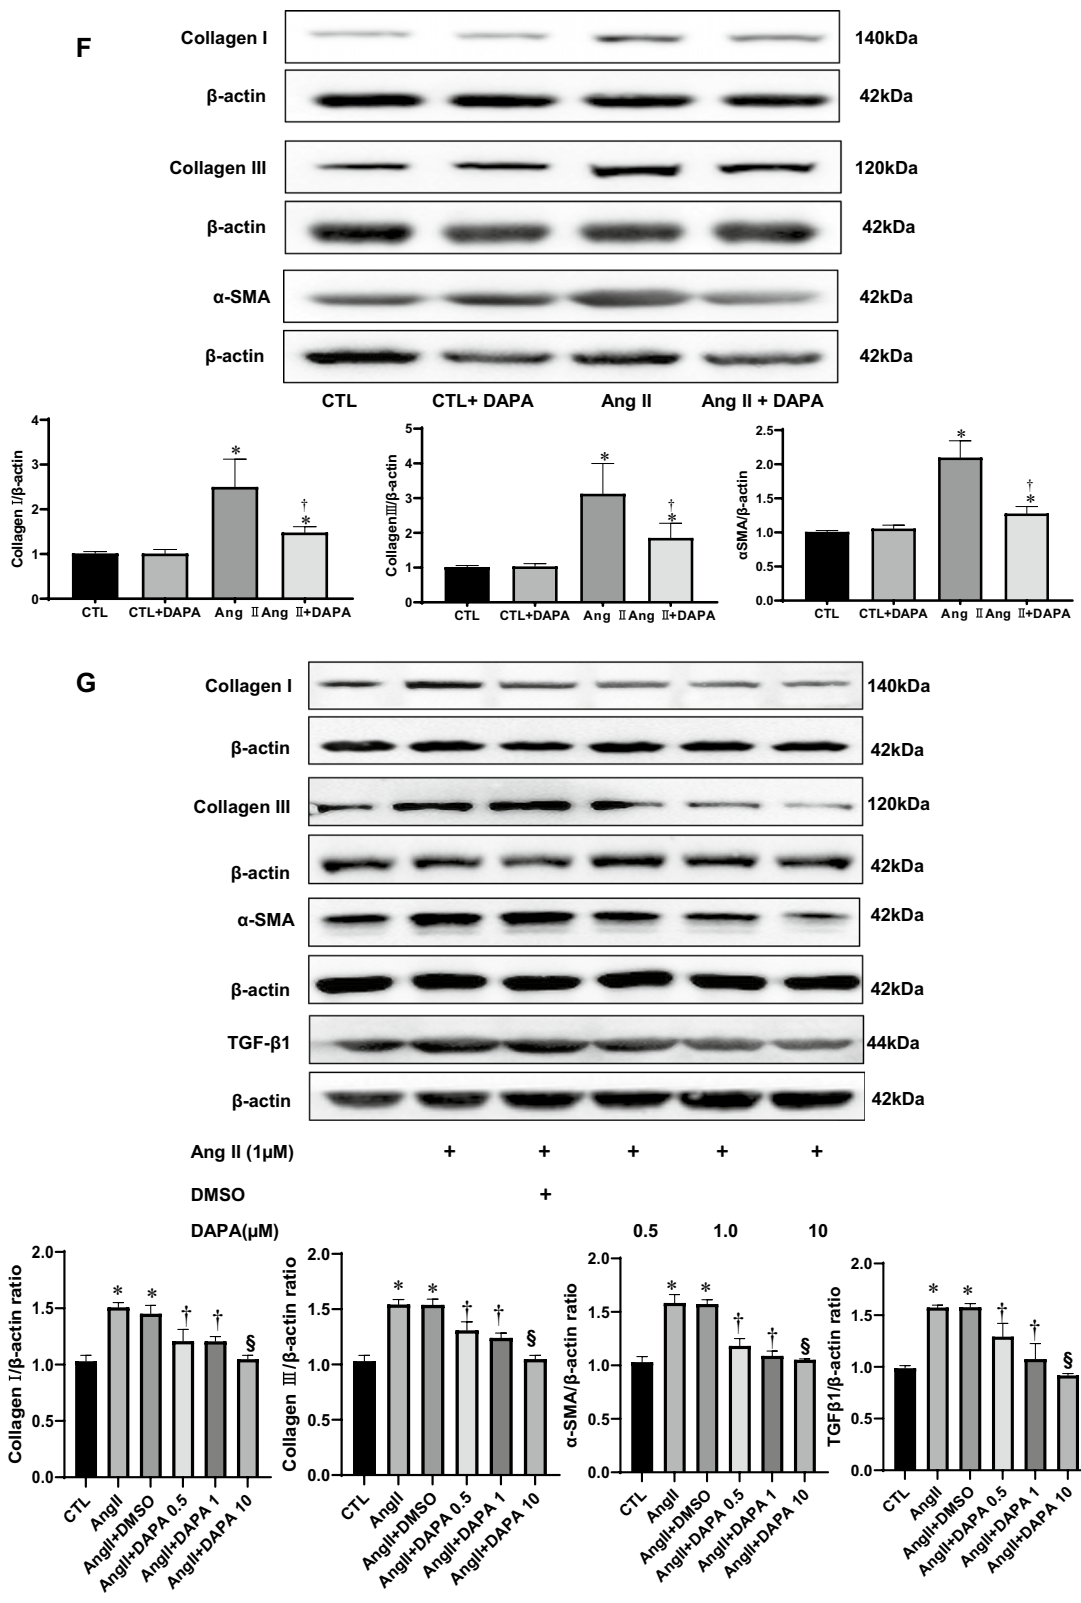 F
Collagen I 140kDa
β-actin 42kDa
Collagen III 120kDa
β-actin 42kDa
α-SMA 42kDa
β-actin 42kDa
CTL CTL+ DAPA Ang II Ang II + DAPA
Collagen Ⅰ/β-actin
4
3
2
1
0
*
†
*
CTL CTL+DAPA Ang Ⅱ Ang Ⅱ+DAPA
CollagenⅢ/β-actin
5
4
3
2
1
0
*
†
*
CTL CTL+DAPA Ang Ⅱ Ang Ⅱ+DAPA
αSMA/β-actin
2.5
2.0
1.5
1.0
0.5
0.0
*
†
*
CTL CTL+DAPA Ang Ⅱ Ang Ⅱ+DAPA
G
Collagen I 140kDa
β-actin 42kDa
Collagen III 120kDa
β-actin 42kDa
α-SMA 42kDa
β-actin 42kDa
TGF-β1 44kDa
β-actin 42kDa
Ang II (1μM) + + + + +
DMSO +
DAPA(μM) 0.5 1.0 10
Collagen Ⅰ/β-actin ratio
2.0
1.5
1.0
0.5
0.0
* * † † §
CTL
AngII
AngII+DMSO
AngII+DAPA 0.5
AngII+DAPA 1
AngII+DAPA 10
Collagen Ⅲ/β-actin ratio
2.0
1.5
1.0
0.5
0.0
* * † † §
CTL
AngII
AngII+DMSO
AngII+DAPA 0.5
AngII+DAPA 1
AngII+DAPA 10
α-SMA/β-actin ratio
2.0
1.5
1.0
0.5
0.0
* * † † §
CTL
AngII
AngII+DMSO
AngII+DAPA 0.5
AngII+DAPA 1
AngII+DAPA 10
TGFβ1/β-actin ratio
2.0
1.5
1.0
0.5
0.0
* * † † §
CTL
AngII
AngII+DMSO
AngII+DAPA 0.5
AngII+DAPA 1
AngII+DAPA 10